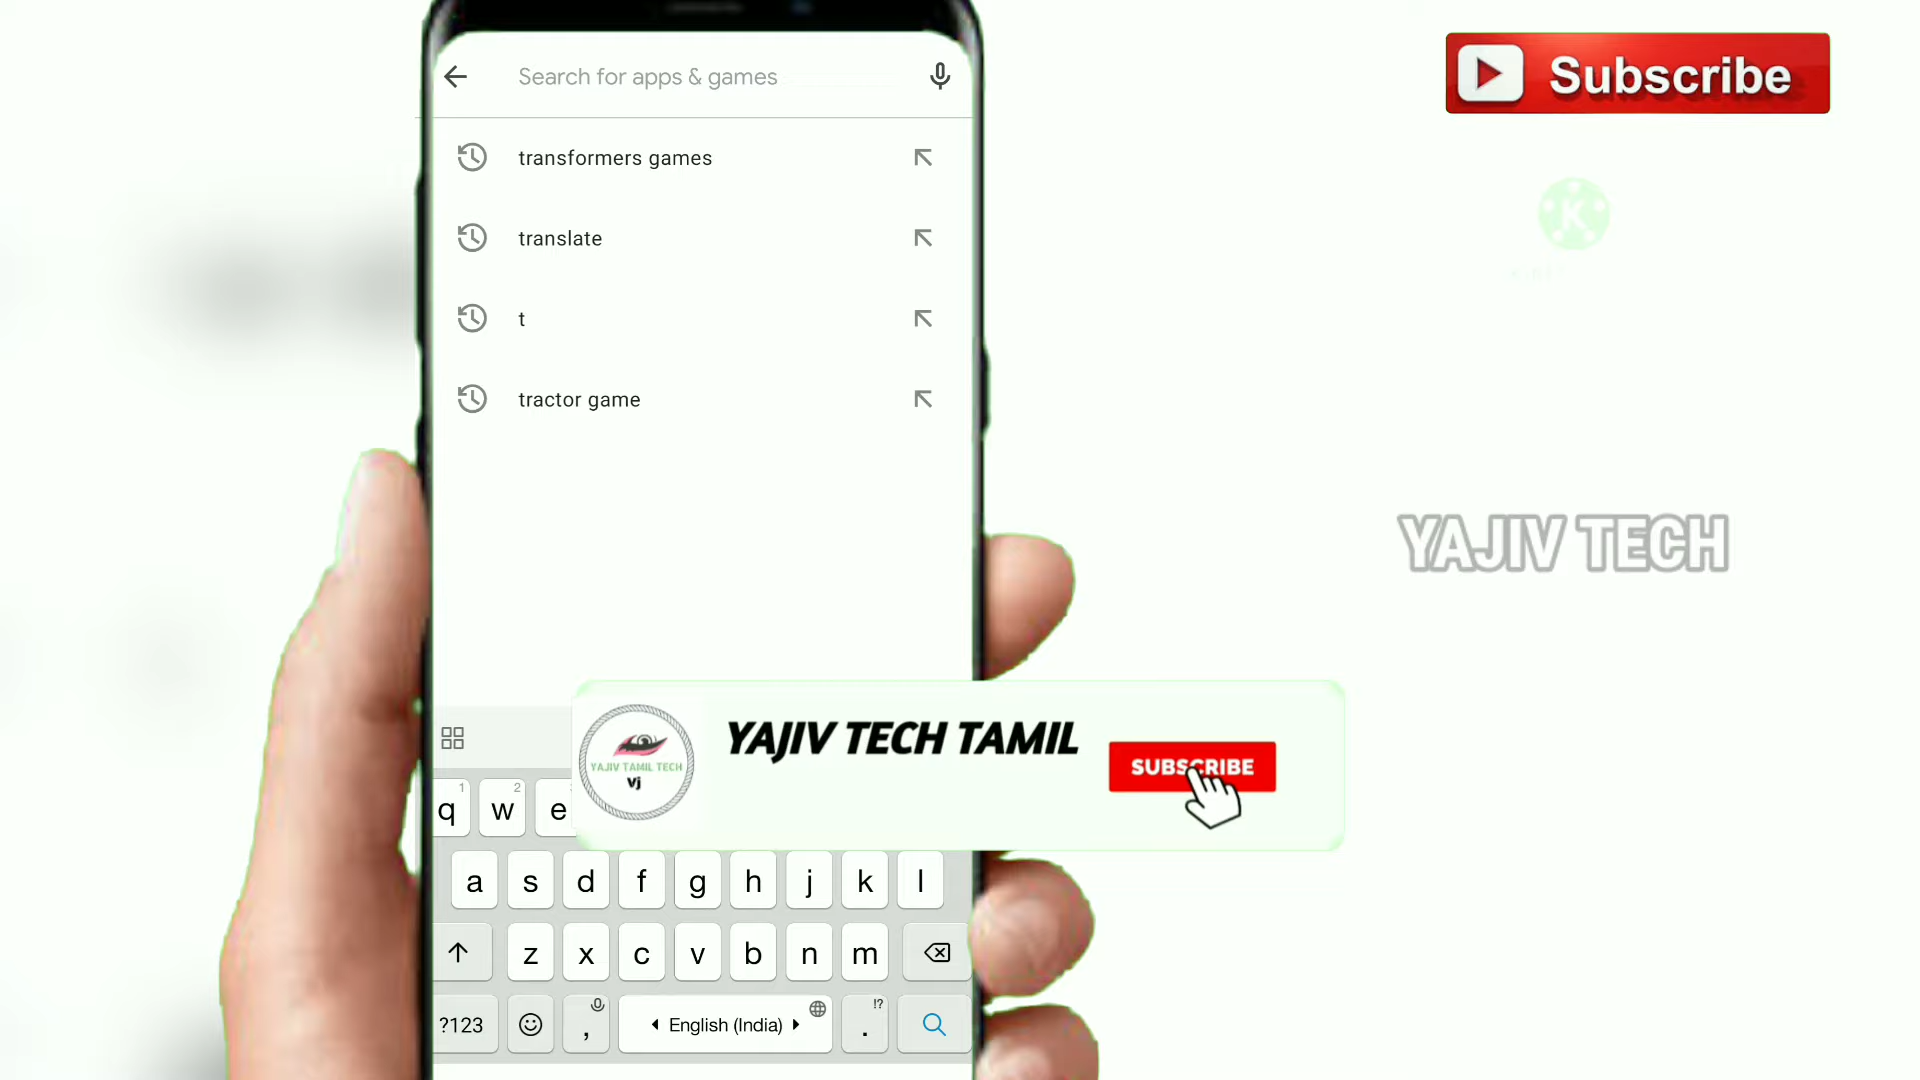 Search for apps & games
Subscribe
transformers games
translate
K
t
tractor game
YAJIV TECH
YAJIV TECH TAMIL
YAJIV TAMIL TECH
vj
SUBSCRIBE
1 2
q w e
a s d f g h j k l
z x c v b n m
!?
?123 , English (India) .